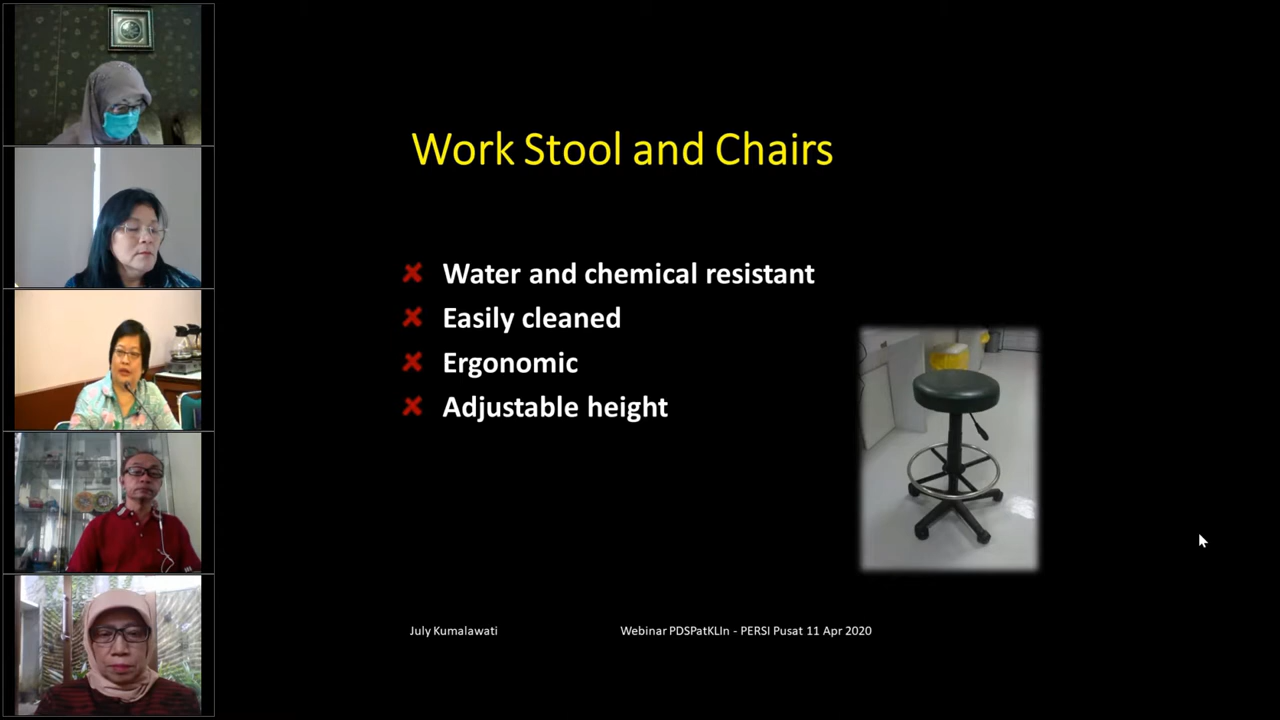 Work Stool and Chairs
Water and chemical resistant
Easily cleaned
Ergonomic
Adjustable height
July Kumalawati
Webinar PDSPatKLIn - PERSI Pusat 11 Apr 2020